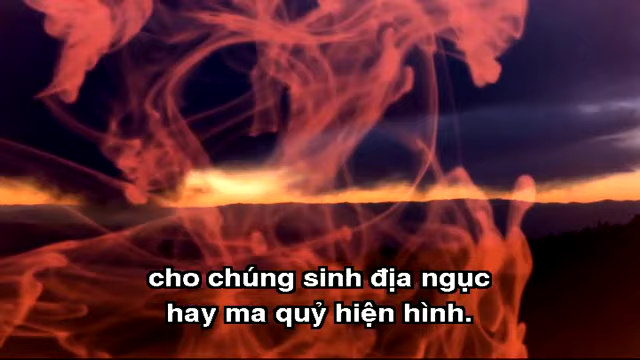 cho chúng sinh địa ngục
hay ma quỷ hiện hình.